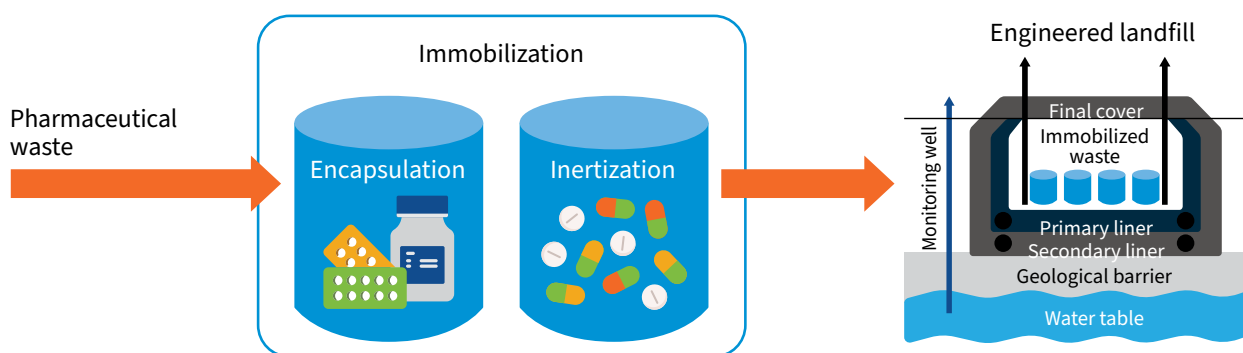 Pharmaceutical
waste
Immobilization
Encapsulation
Inertization
Engineered landfill
Monitoring well
Final cover
Immobilized
waste
Primary liner
Secondary liner
Geological barrier
Water table